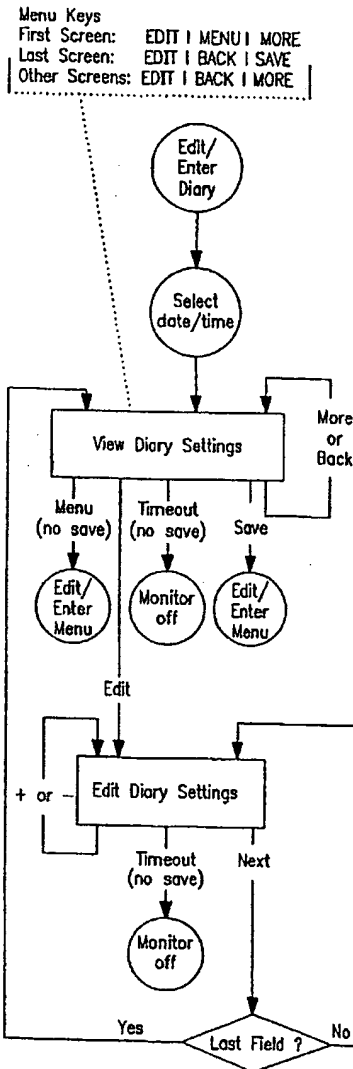 Menu Keys
First Screen: EDIT | MENU | MORE
Last Screen: EDIT | BACK | SAVE
Other Screens: EDIT | BACK | MORE
Edit/
Enter
Diary
Select
date/time
More
or
Back
View Diary Settings
Menu
(no save)
Timeout
(no save)
Save
Edit/
Enter
Menu
Monitor
off
Edit/
Enter
Menu
Edit
+ or -
Edit Diary Settings
Timeout
(no save)
Next
Monitor
off
Yes
Last Field ?
No